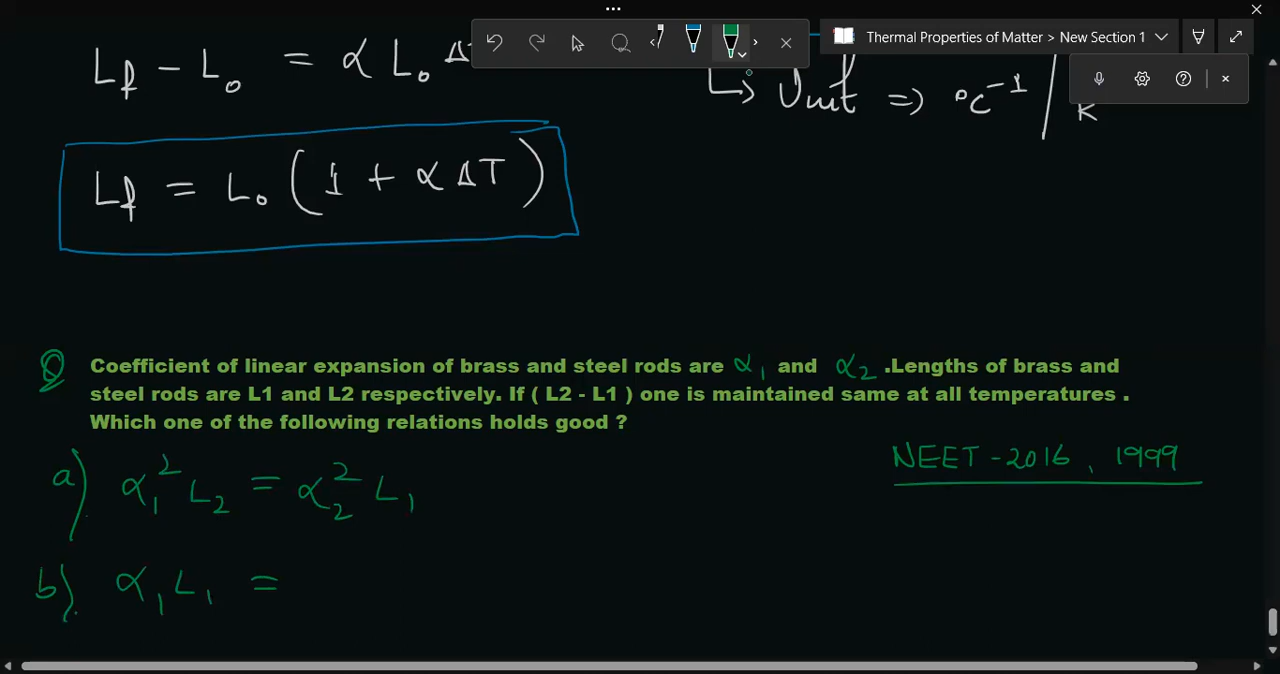 Thermal Properties of Matter > New Section 1
Lf - L₀ = α L₀ Δ
↳ Unit => °C⁻¹ / K
Lf = L₀ (1 + α ΔT)
Q Coefficient of linear expansion of brass and steel rods are α₁ and α₂ .Lengths of brass and
steel rods are L1 and L2 respectively. If ( L2 - L1 ) one is maintained same at all temperatures .
Which one of the following relations holds good ?
NEET - 2016 , 1999
a) α₁² L₂ = α₂² L₁
b) α₁ L₁ =